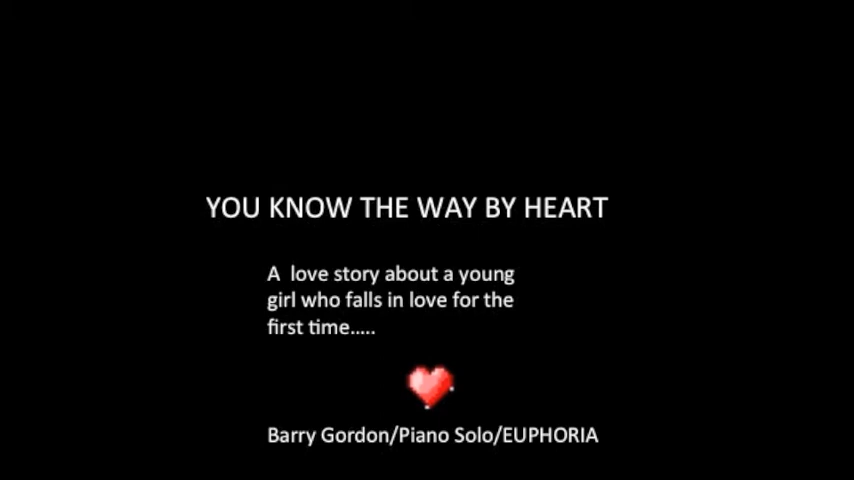 YOU KNOW THE WAY BY HEART
A  love story about a young
girl who falls in love for the
first time.....
Barry Gordon/Piano Solo/EUPHORIA